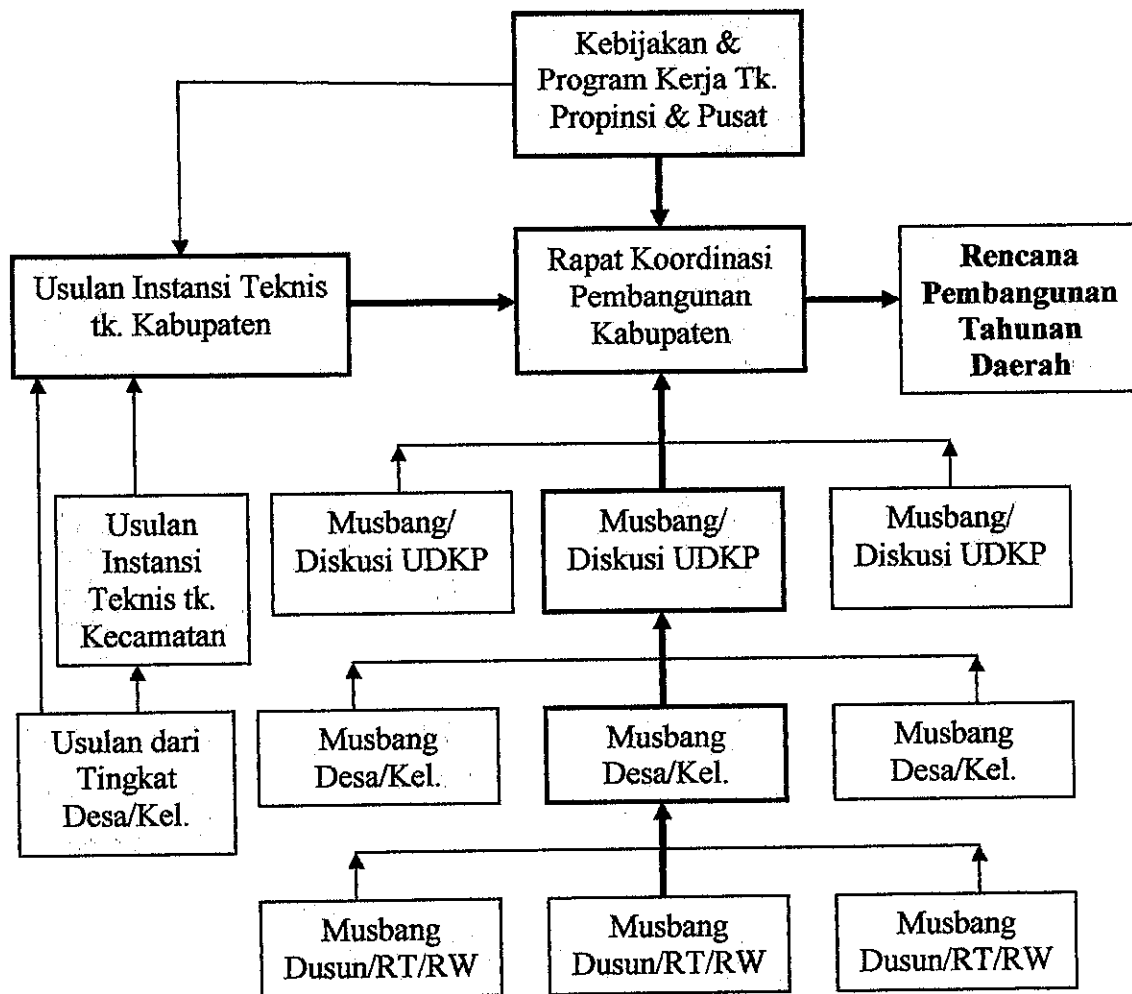 Kebijakan &
Program Kerja Tk.
Propinsi & Pusat
Usulan Instansi Teknis
tk. Kabupaten
Rapat Koordinasi
Pembangunan
Kabupaten
Rencana
Pembangunan
Tahunan
Daerah
Usulan
Instansi
Teknis tk.
Kecamatan
Musbang/
Diskusi UDKP
Musbang/
Diskusi UDKP
Musbang/
Diskusi UDKP
Usulan dari
Tingkat
Desa/Kel.
Musbang
Desa/Kel.
Musbang
Desa/Kel.
Musbang
Desa/Kel.
Musbang
Dusun/RT/RW
Musbang
Dusun/RT/RW
Musbang
Dusun/RT/RW